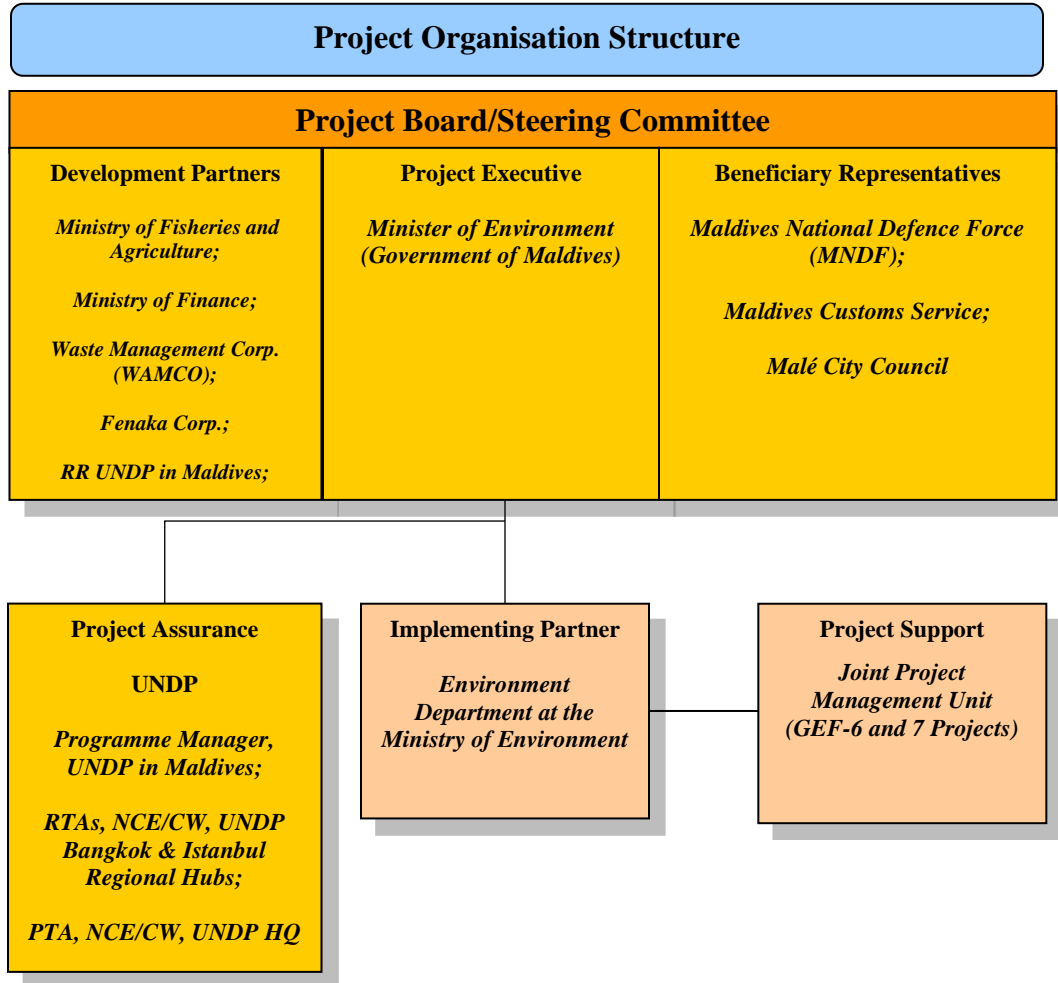 Project Organisation Structure
Project Board/Steering Committee
Development Partners
Ministry of Fisheries and
Agriculture;
Ministry of Finance;
Waste Management Corp.
(WAMCO);
Fenaka Corp.;
RR UNDP in Maldives;
Project Executive
Minister of Environment
(Government of Maldives)
Beneficiary Representatives
Maldives National Defence Force
(MNDF);
Maldives Customs Service;
Malé City Council
Project Assurance
UNDP
Programme Manager,
UNDP in Maldives;
RTAs, NCE/CW, UNDP
Bangkok & Istanbul
Regional Hubs;
PTA, NCE/CW, UNDP HQ
Implementing Partner
Environment
Department at the
Ministry of Environment
Project Support
Joint Project
Management Unit
(GEF-6 and 7 Projects)